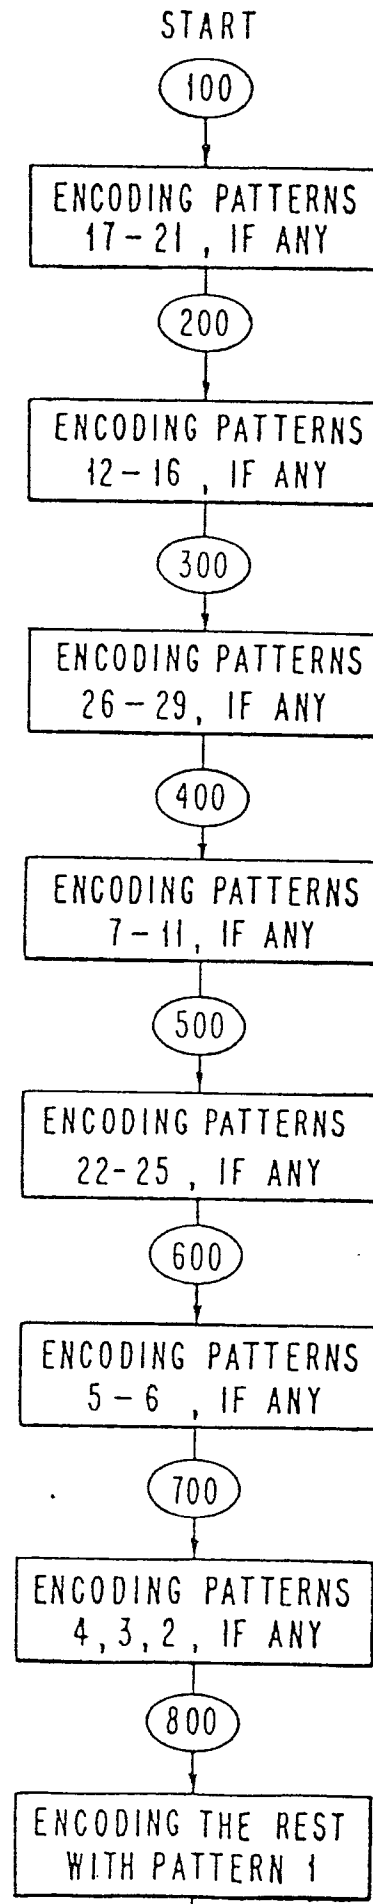 START
100
ENCODING PATTERNS
17-21, IF ANY
200
ENCODING PATTERNS
12-16, IF ANY
300
ENCODING PATTERNS
26-29, IF ANY
400
ENCODING PATTERNS
7-11, IF ANY
500
ENCODING PATTERNS
22-25, IF ANY
600
ENCODING PATTERNS
5-6, IF ANY
700
ENCODING PATTERNS
4,3,2, IF ANY
800
ENCODING THE REST
WITH PATTERN 1